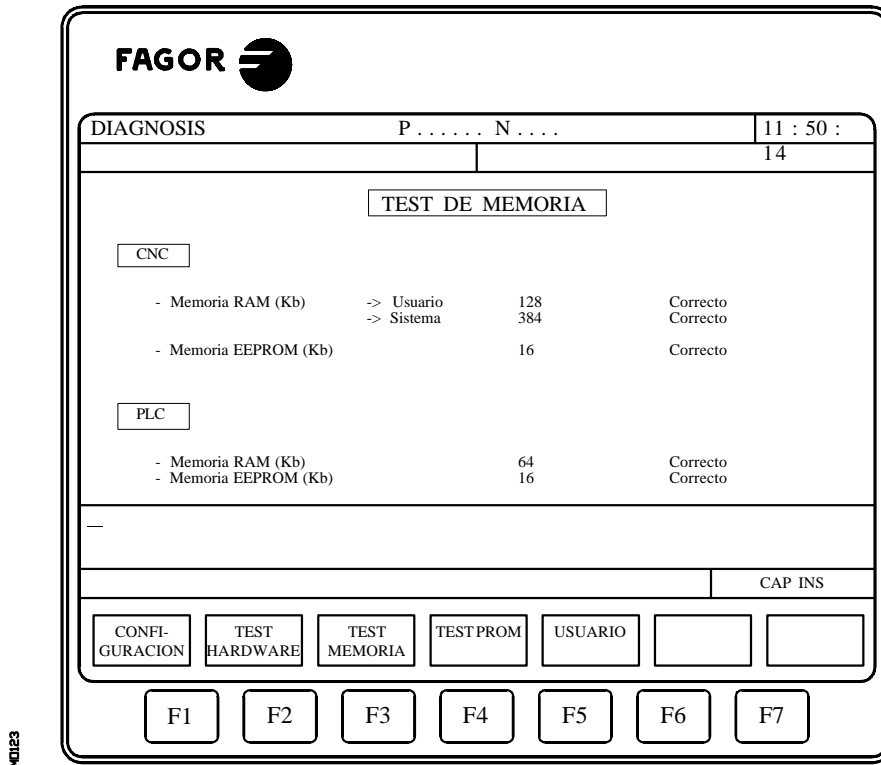 FAGOR
DIAGNOSIS P . . . . . . N . . . . 11 : 50 :
14
TEST DE MEMORIA
CNC
- Memoria RAM (Kb) -> Usuario 128 Correcto
-> Sistema 384 Correcto
- Memoria EEPROM (Kb) 16 Correcto
PLC
- Memoria RAM (Kb) 64 Correcto
- Memoria EEPROM (Kb) 16 Correcto
CAP INS
CONFI-
GURACION
TEST
HARDWARE
TEST
MEMORIA
TEST PROM
USUARIO
F1 F2 F3 F4 F5 F6 F7